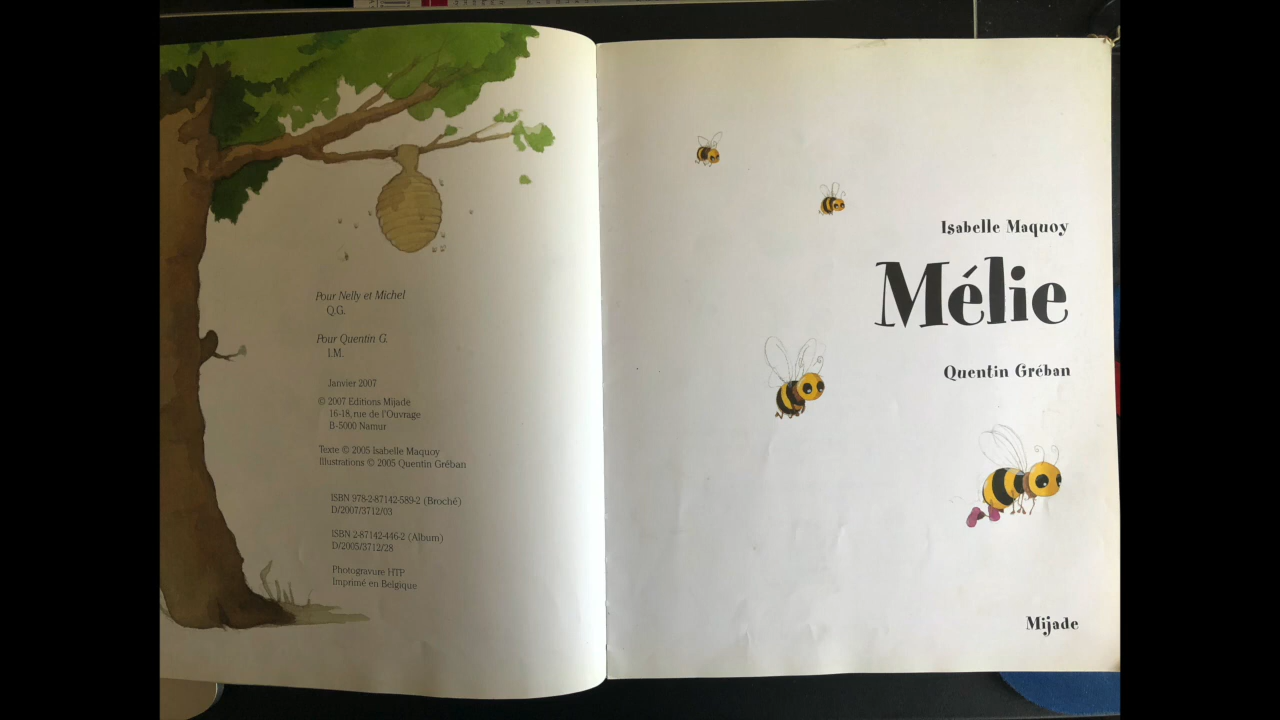 Pour Nelly et Michel
Q.G.
Pour Quentin G.
I.M.
Janvier 2007
© 2007 Editions Mijade
16-18, rue de l'Ouvrage
B-5000 Namur
Texte © 2005 Isabelle Maquoy
Illustrations © 2005 Quentin Gréban
ISBN 978-2-87142-589-2 (Broché)
D/2007/3712/03
ISBN 2-87142-446-2 (Album)
D/2005/3712/28
Photogravure HTP
Imprimé en Belgique
Isabelle Maquoy
Mélie
Quentin Gréban
Mijade